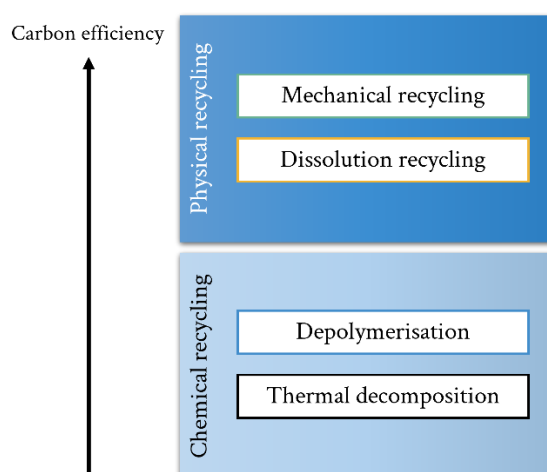 Carbon efficiency
Physical recycling
Mechanical recycling
Dissolution recycling
Chemical recycling
Depolymerisation
Thermal decomposition